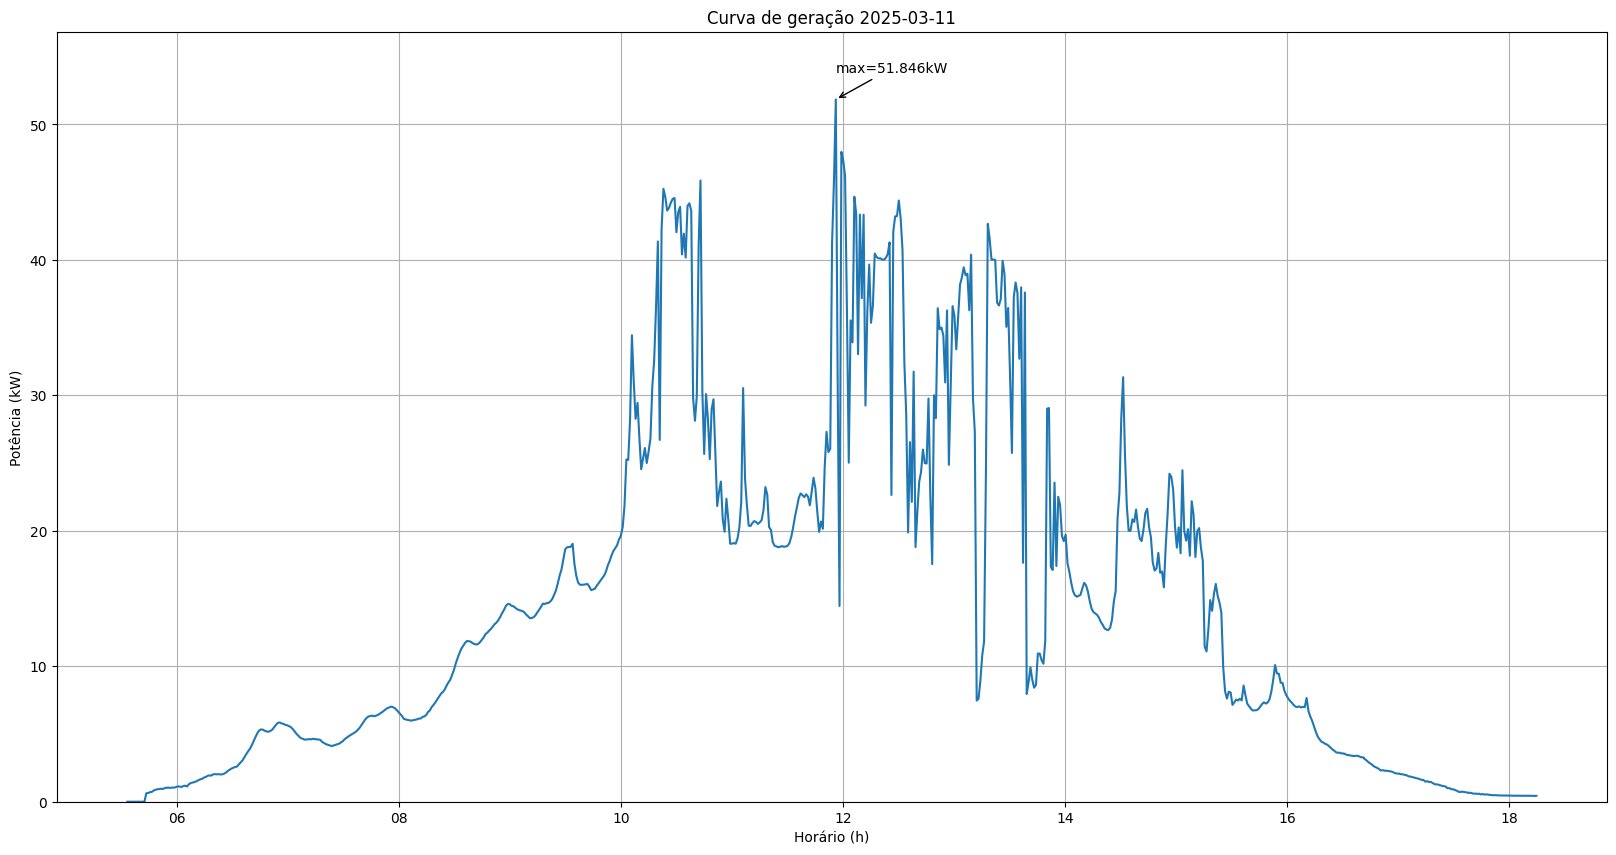 Curva de geração 2025-03-11
max=51.846kW
Potência (kW)
50
40
30
20
10
0
06 08 10 12 14 16 18
Horário (h)